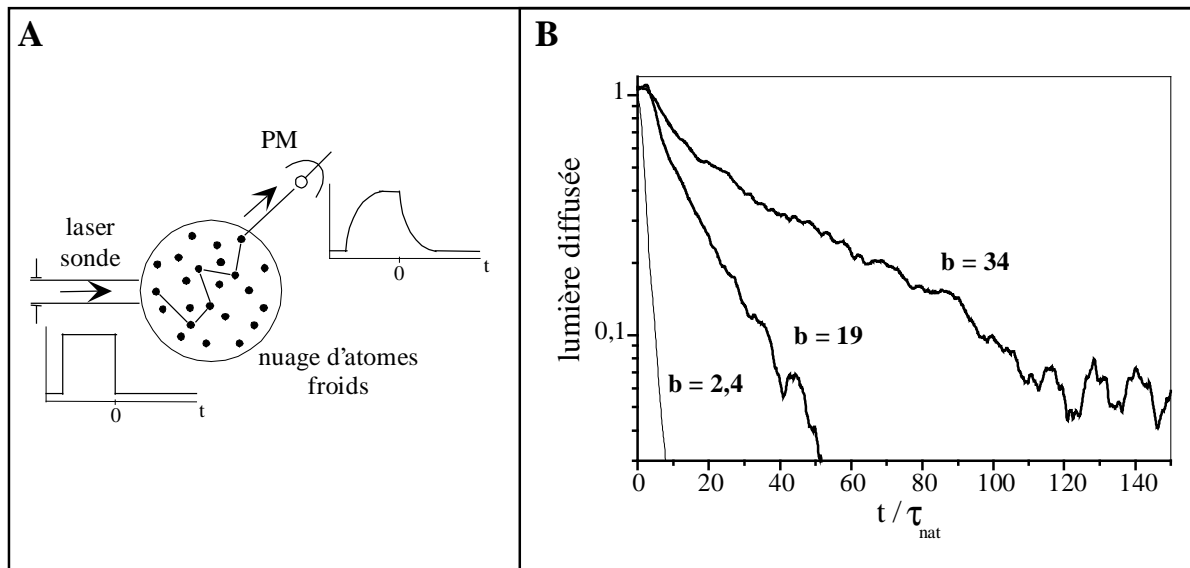 A
PM
laser
sonde
0
t
0
t
nuage d'atomes
froids
B
lumière diffusée
1
0,1
b = 34
b = 19
b = 2,4
0 20 40 60 80 100 120 140
t / τnat